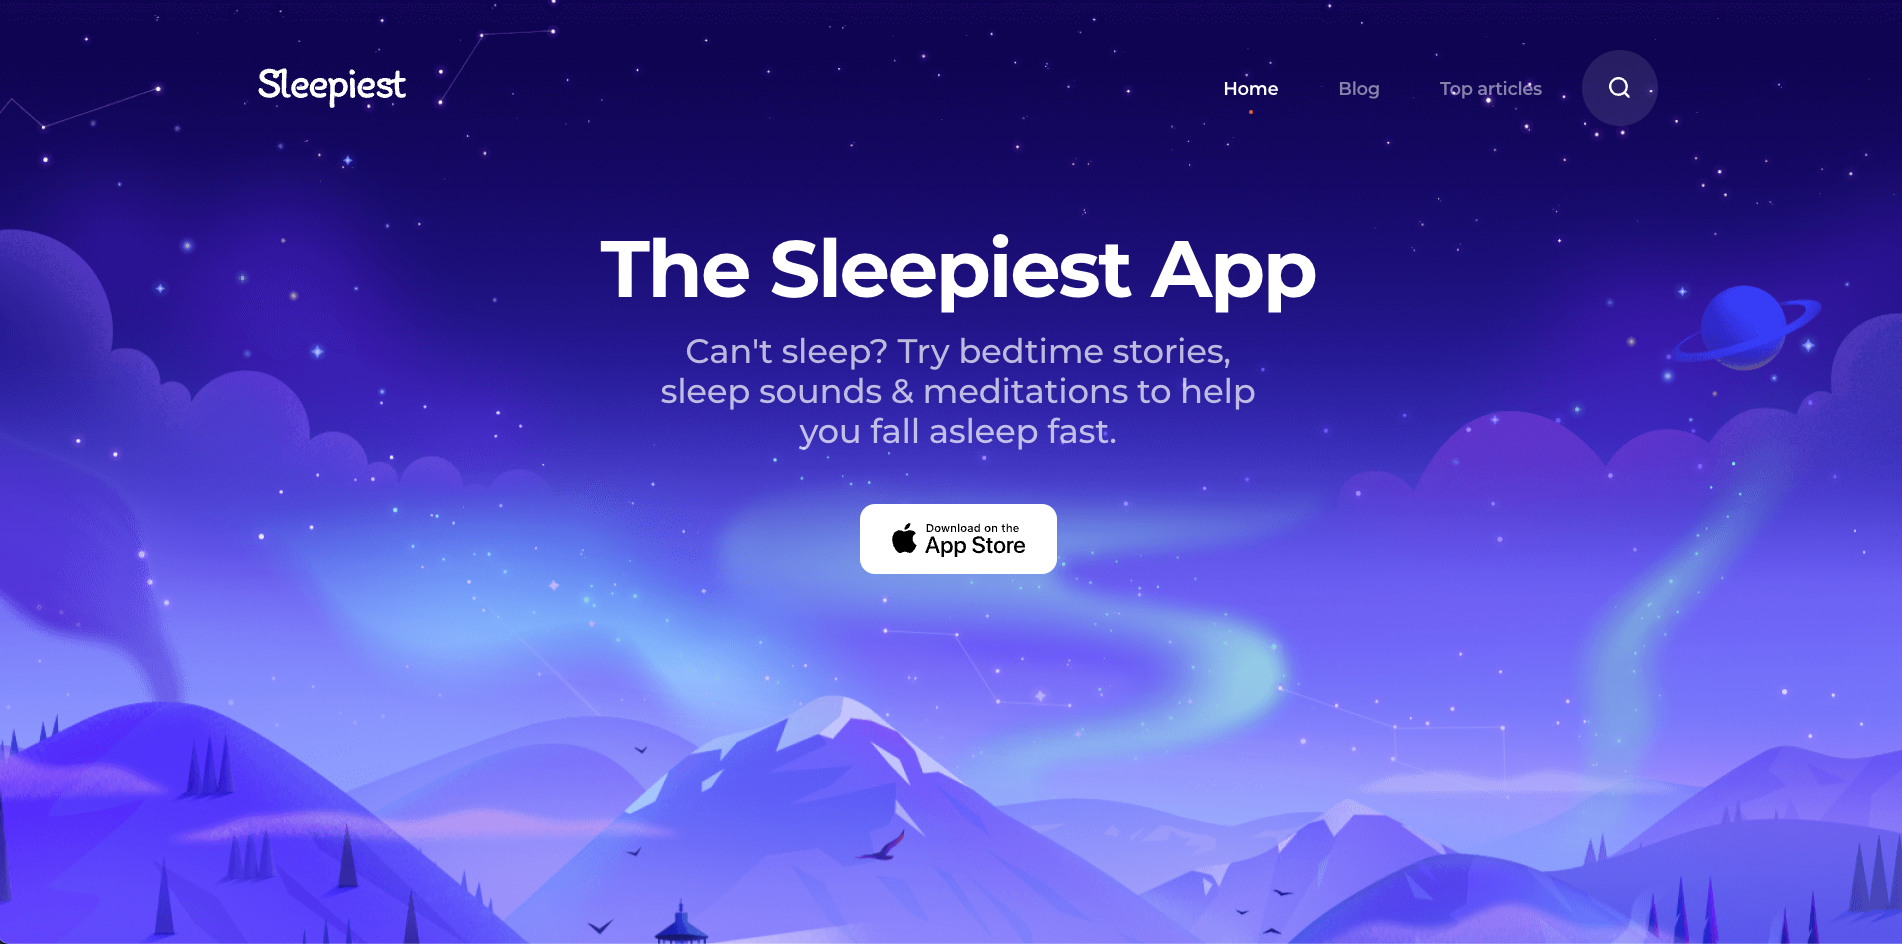 Sleepiest
Home
Blog
Top articles
The Sleepiest App
Can't sleep? Try bedtime stories,
sleep sounds & meditations to help
you fall asleep fast.
Download on the
App Store